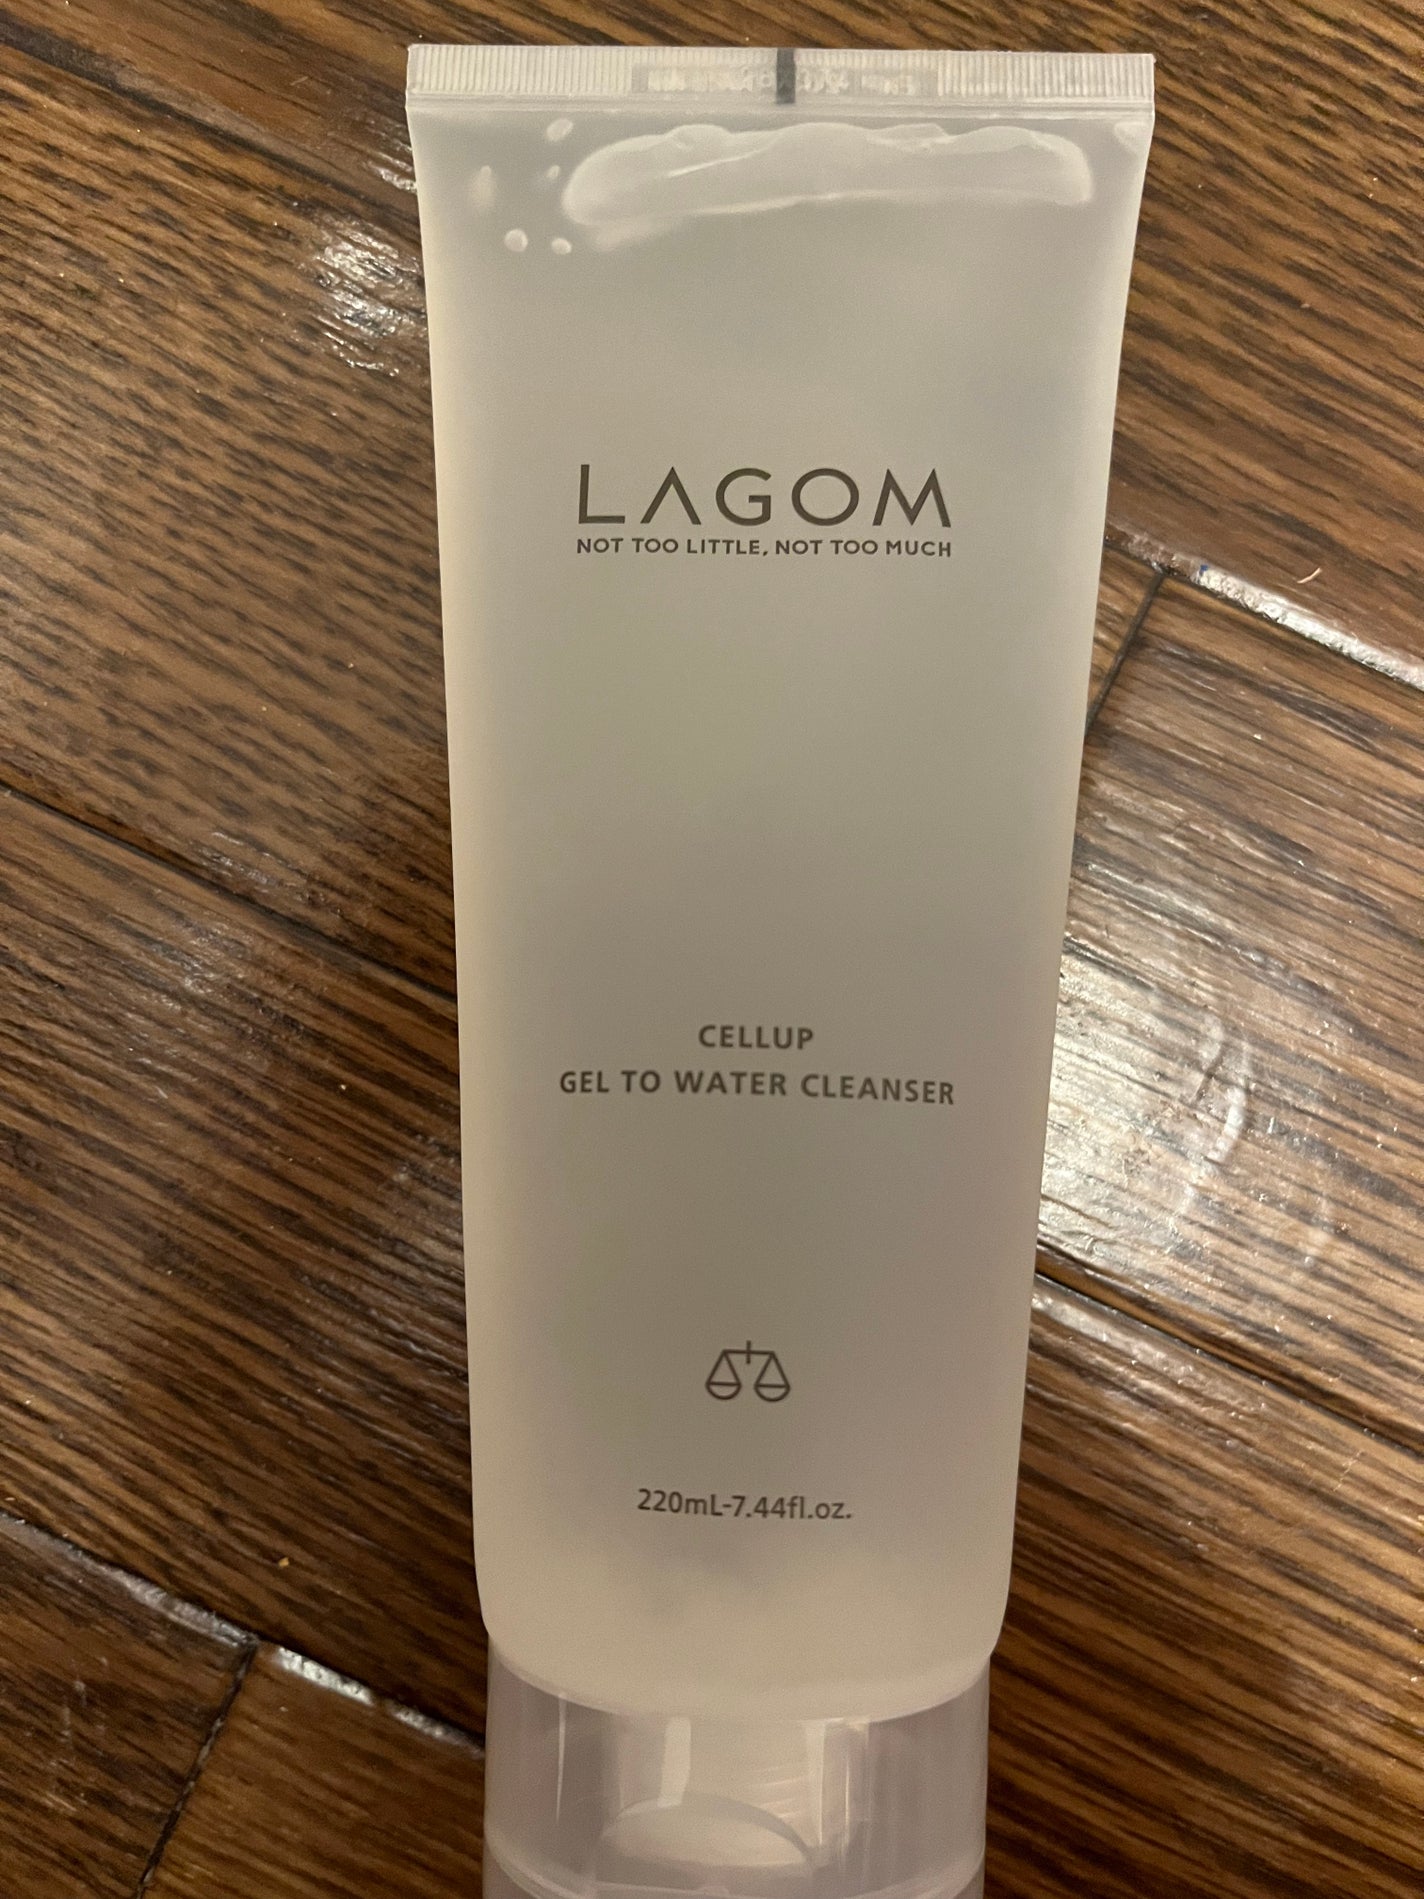 LAGOM
NOT TOO LITTLE, NOT TOO MUCH
CELLUP
GEL TO WATER CLEANSER
220mL-7.44fl.oz.